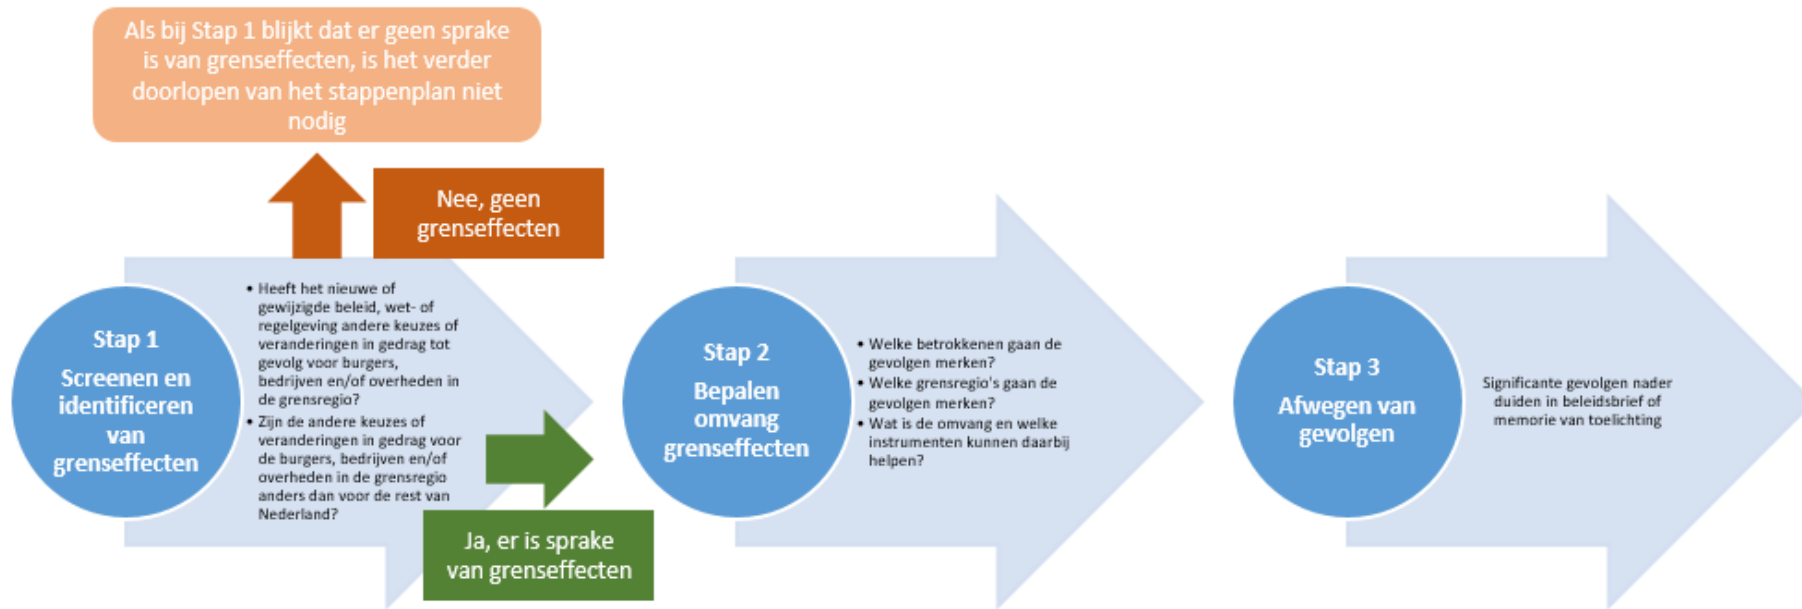 Als bij Stap 1 blijkt dat er geen sprake
is van grenseffecten, is het verder
doorlopen van het stappenplan niet
nodig
Nee, geen
grenseffecten
Stap 1
Screenen en
identificeren
van
grenseffecten
• Heeft het nieuwe of
gewijzigde beleid, wet- of
regelgeving andere keuzes of
veranderingen in gedrag tot
gevolg voor burgers,
bedrijven en/of overheden in
de grensregio?
• Zijn de andere keuzes of
veranderingen in gedrag voor
de burgers, bedrijven en/of
overheden in de grensregio
anders dan voor de rest van
Nederland?
Ja, er is sprake
van grenseffecten
Stap 2
Bepalen
omvang
grenseffecten
• Welke betrokkenen gaan de
gevolgen merken?
• Welke grensregio's gaan de
gevolgen merken?
• Wat is de omvang en welke
instrumenten kunnen daarbij
helpen?
Stap 3
Afwegen van
gevolgen
Significante gevolgen nader
duiden in beleidsbrief of
memorie van toelichting